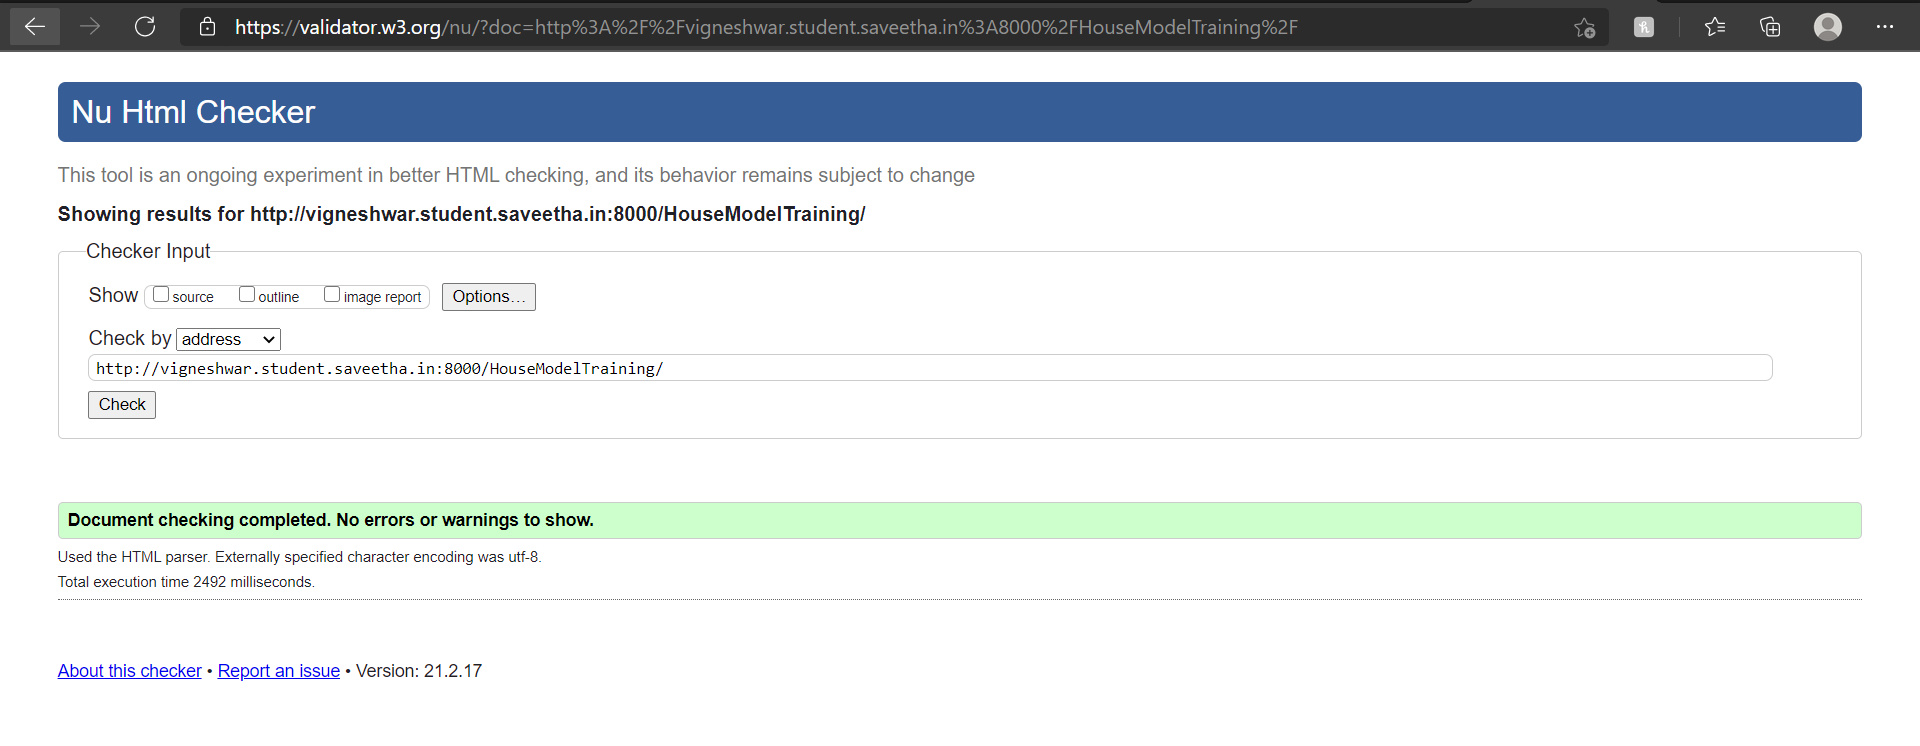 https://validator.w3.org/nu/?doc=http%3A%2F%2Fvigneshwar.student.saveetha.in%3A8000%2FHouseModelTraining%2F
Nu Html Checker
This tool is an ongoing experiment in better HTML checking, and its behavior remains subject to change
Showing results for http://vigneshwar.student.saveetha.in:8000/HouseModelTraining/
Checker Input
Show source outline image report Options...
Check by address
http://vigneshwar.student.saveetha.in:8000/HouseModelTraining/
Check
Document checking completed. No errors or warnings to show.
Used the HTML parser. Externally specified character encoding was utf-8.
Total execution time 2492 milliseconds.
About this checker • Report an issue • Version: 21.2.17